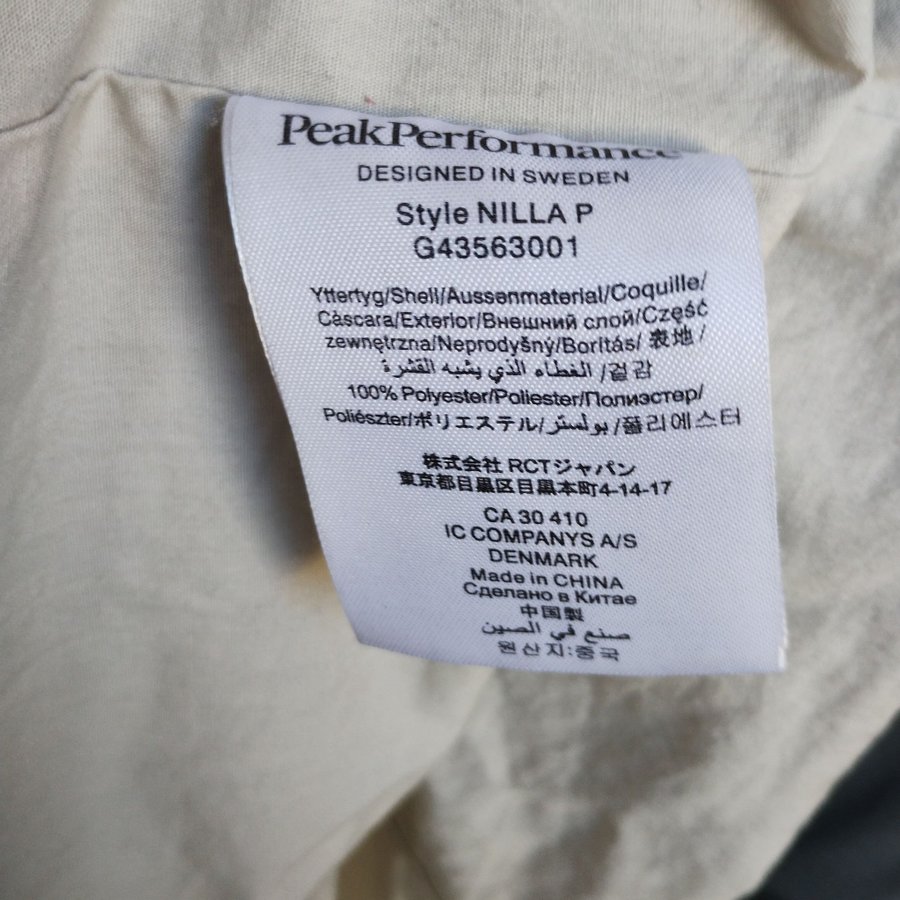 PeakPerformance
DESIGNED IN SWEDEN
Style NILLA P
G43563001
Yttertyg/Shell/Aussenmaterial/Coquille/
Càscara/Exterior/Внешний слой/Część
zewnętrzna/Neprodyšný/Borítás/ 表地/
الغطاء الذي يشبه القشرة /겉감
100% Polyester/Poliester/Полиэстер/
Poliészter/ポリエステル/بولستر/폴리에스터
株式会社 RCTジャパン
東京都目黒区目黒本町4-14-17
CA 30 410
IC COMPANYS A/S
DENMARK
Made in CHINA
Сделано в Китае
中国製
صنع في الصين
원산지:중국